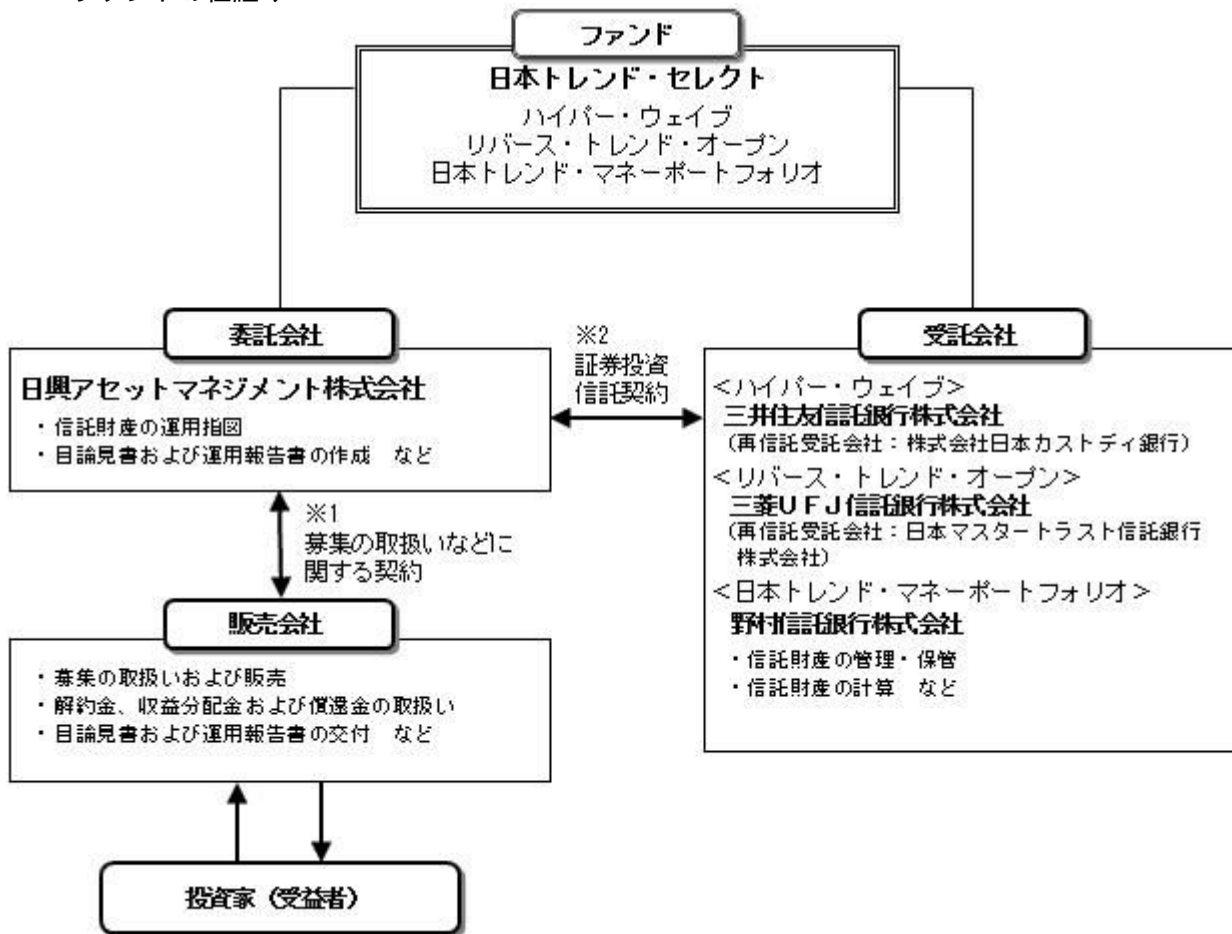 ファンド
日本トレンド・セレクト
ハイパー・ウェイブ
リバース・トレンド・オープン
日本トレンド・マネーポートフォリオ
委託会社
日興アセットマネジメント株式会社
・信託財産の運用指図
・目論見書および運用報告書の作成　など
※2
証券投資
信託契約
受託会社
＜ハイパー・ウェイブ＞
三井住友信託銀行株式会社
（再信託受託会社：株式会社日本カストディ銀行）
＜リバース・トレンド・オープン＞
三菱ＵＦＪ信託銀行株式会社
（再信託受託会社：日本マスタートラスト信託銀行
株式会社）
＜日本トレンド・マネーポートフォリオ＞
野村信託銀行株式会社
・信託財産の管理・保管
・信託財産の計算　など
※1
募集の取扱いなどに
関する契約
販売会社
・募集の取扱いおよび販売
・解約金、収益分配金および償還金の取扱い
・目論見書および運用報告書の交付　など
投資家（受益者）